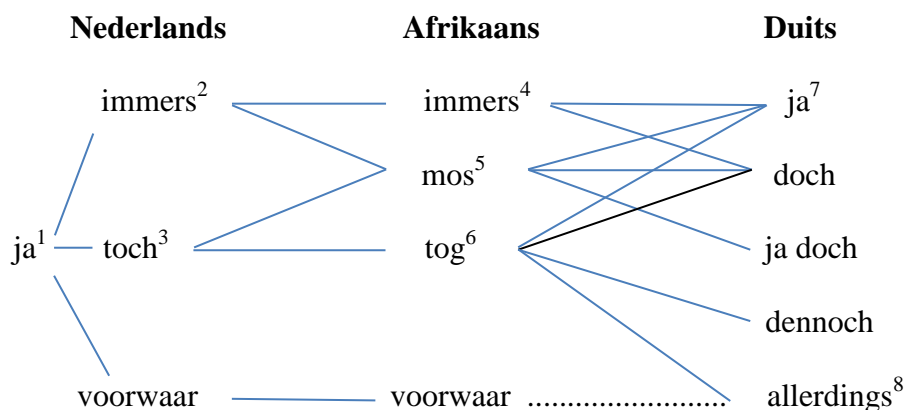 Nederlands Afrikaans Duits
immers² immers⁴ ja⁷
mos⁵ doch
ja¹ toch³ tog⁶ ja doch
dennoch
voorwaar voorwaar allerdings⁸